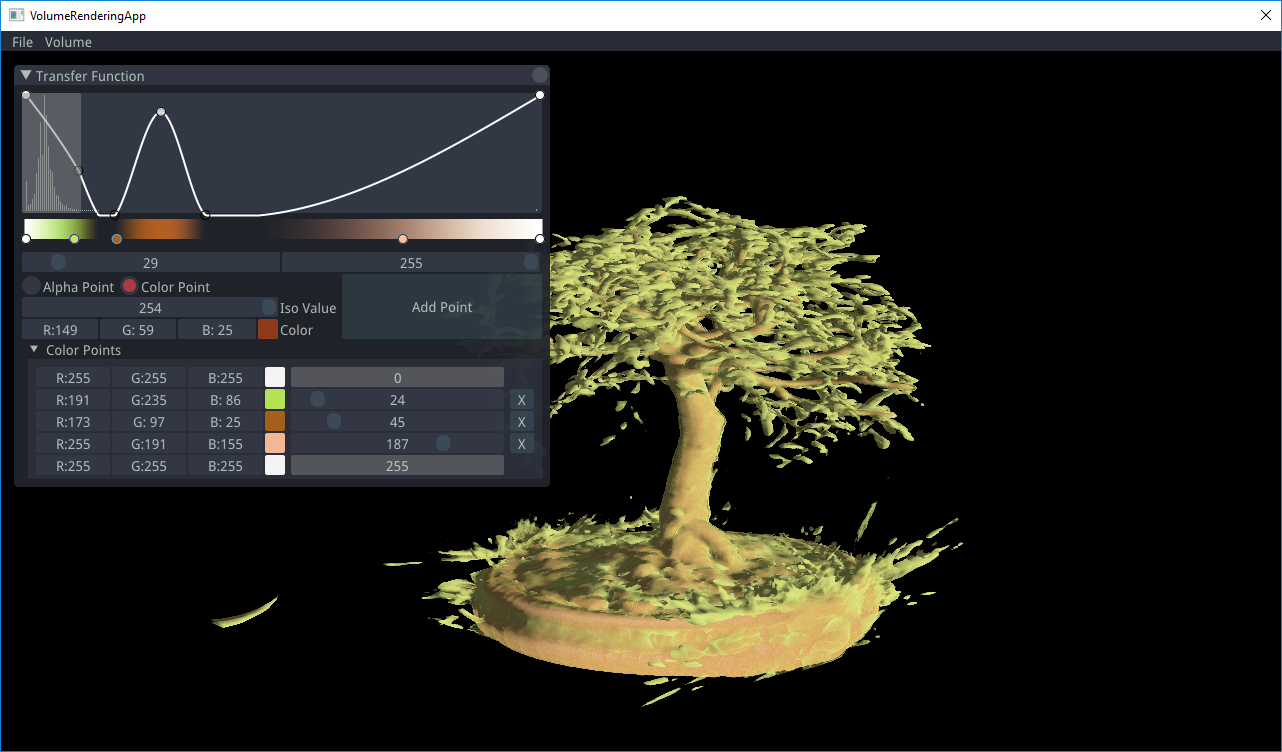 VolumeRenderingApp
File Volume
Transfer Function
29 255
Alpha Point Color Point
254 Iso Value Add Point
R:149 G: 59 B: 25 Color
Color Points
R:255 G:255 B:255 0
R:191 G:235 B: 86 24 X
R:173 G: 97 B: 25 45 X
R:255 G:191 B:155 187 X
R:255 G:255 B:255 255